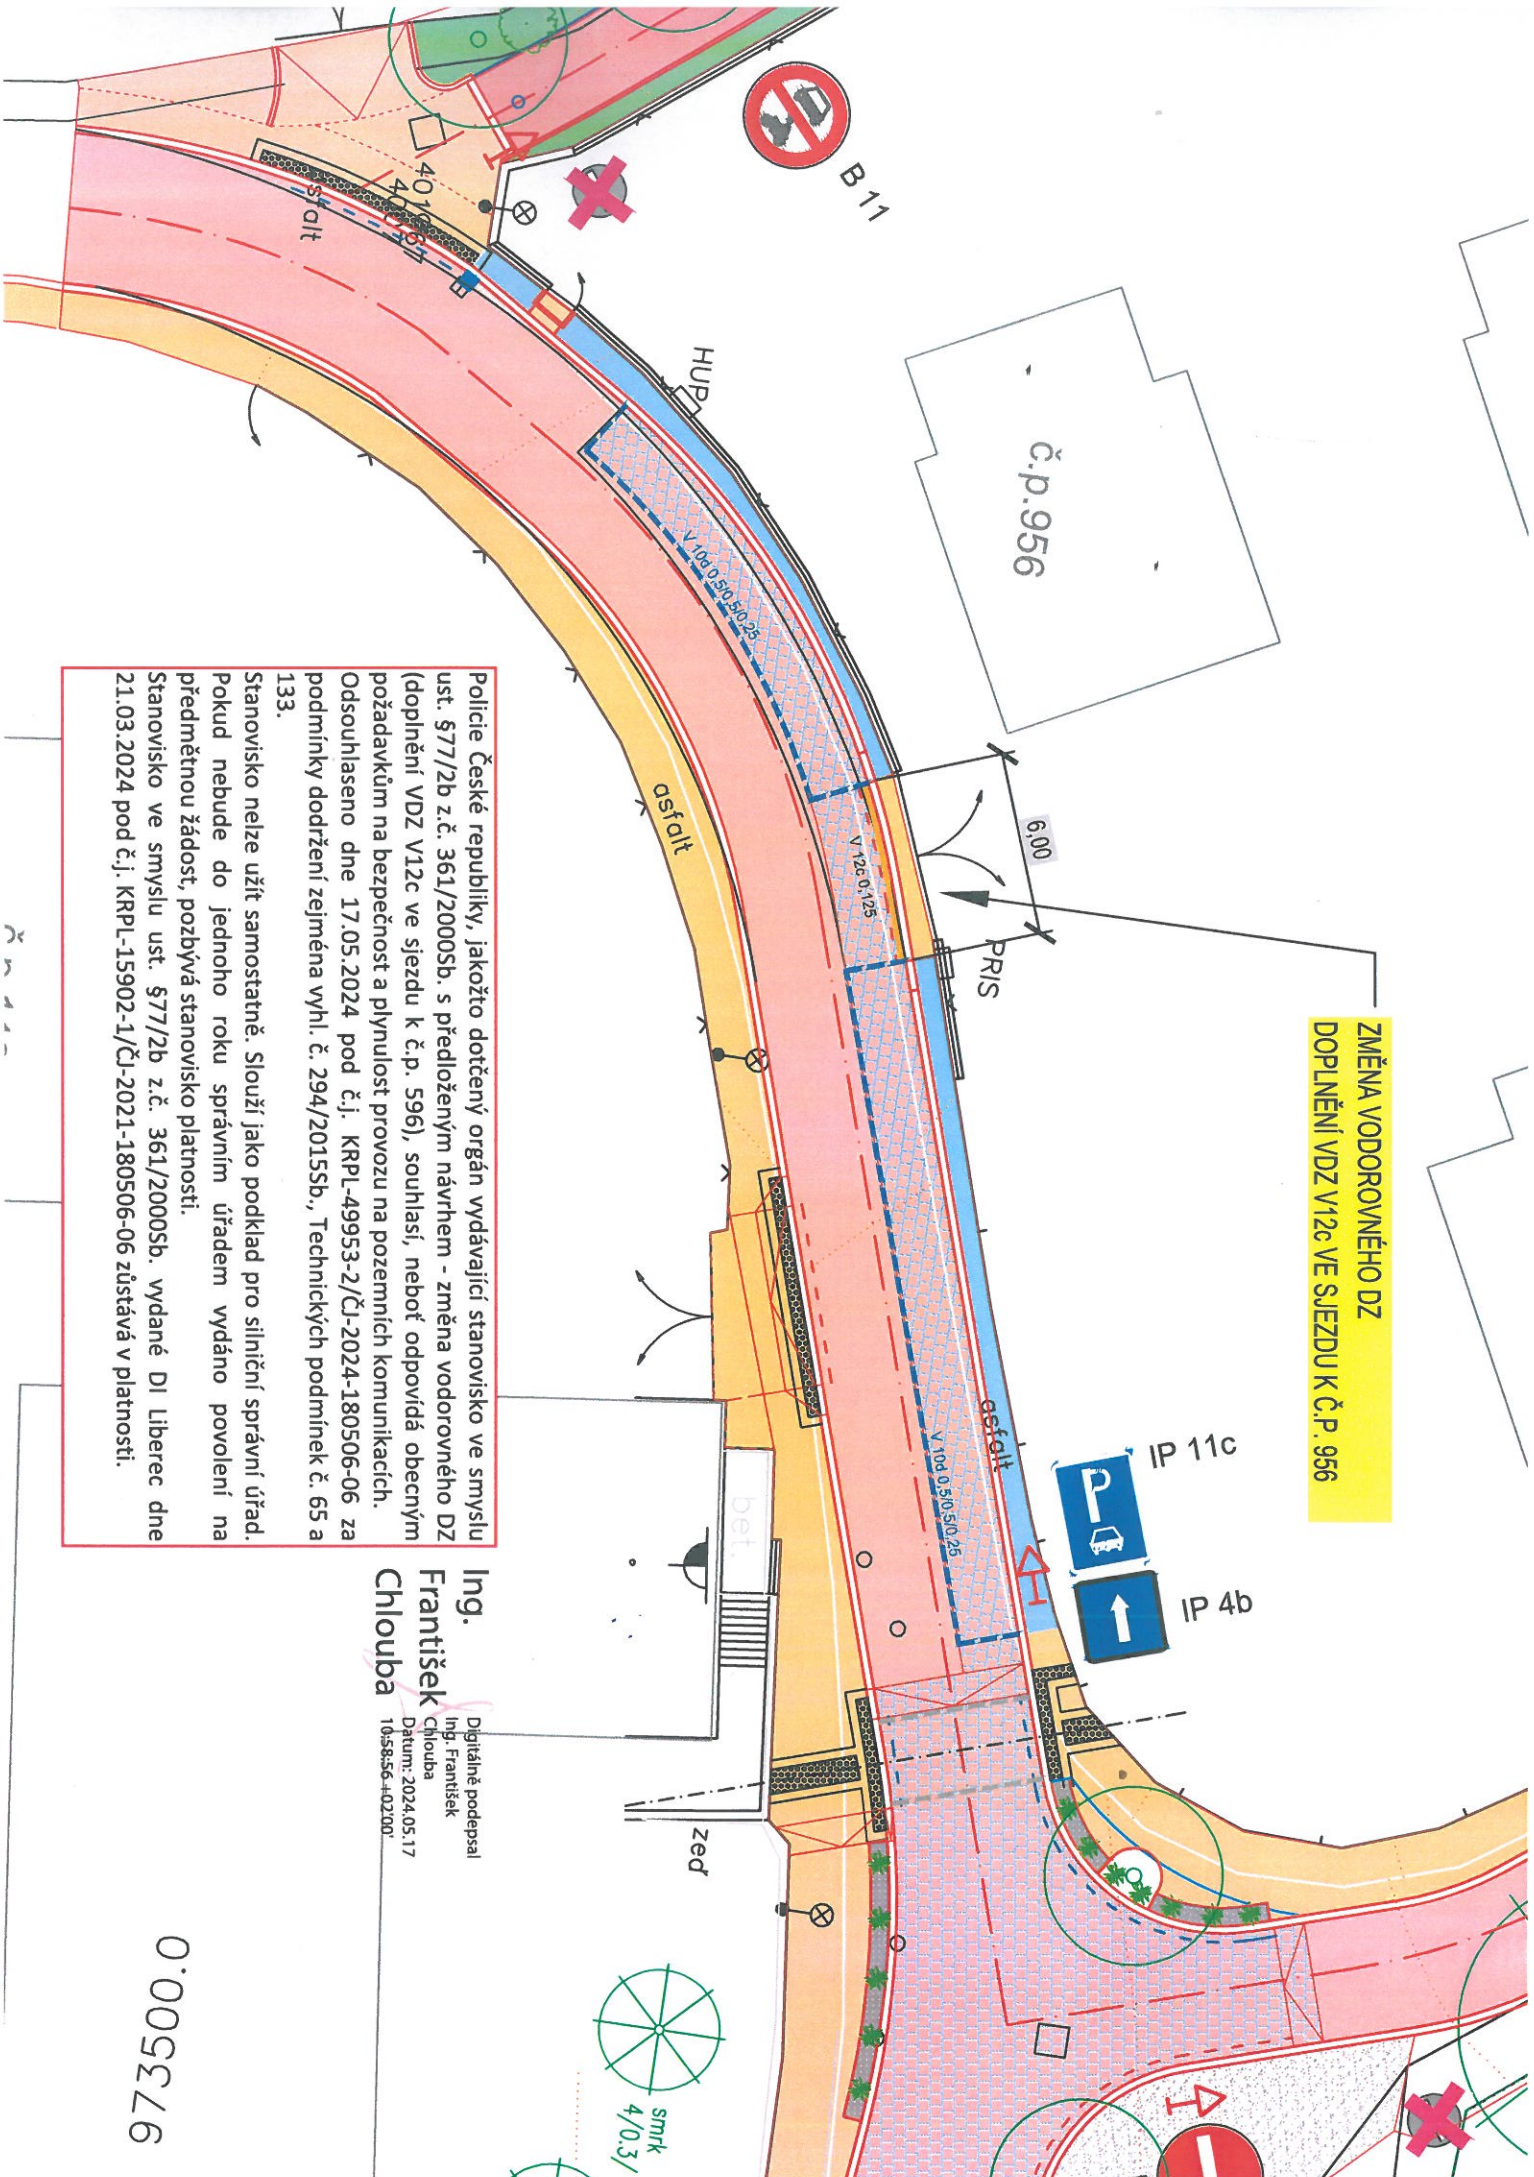 ZMĚNA VODOROVNÉHO DZ
DOPLNĚNÍ VDZ V12c VE SJEZDU K Č.P. 956
B 11
IP 11c
IP 4b
č.p.956
HUP
PRIS
6,00
asfalt
V 10d 0,5/0,5/0,25
V 12c 0,125
asfalt
V 10d 0,5/0,5/0,25
asfalt
bet.
zeď
smrk
4/0.3/
Policie České republiky, jakožto dotčený orgán vydávající stanovisko ve smyslu
ust. §77/2b z.č. 361/2000Sb. s předloženým návrhem - změna vodorovného DZ
(doplnění VDZ V12c ve sjezdu k č.p. 596), souhlasí, neboť odpovídá obecným
požadavkům na bezpečnost a plynulost provozu na pozemních komunikacích.
Odsouhlaseno dne 17.05.2024 pod č.j. KRPL-49953-2/ČJ-2024-180506-06 za
podmínky dodržení zejména vyhl. č. 294/2015Sb., Technických podmínek č. 65 a
133.
Stanovisko nelze užít samostatně. Slouží jako podklad pro silniční správní úřad.
Pokud nebude do jednoho roku správním úřadem vydáno povolení na
předmětnou žádost, pozbývá stanovisko platnosti.
Stanovisko ve smyslu ust. §77/2b z.č. 361/2000Sb. vydané DI Liberec dne
21.03.2024 pod č.j. KRPL-15902-1/ČJ-2021-180506-06 zůstává v platnosti.
Ing.
František
Chlouba
Digitálně podepsal
Ing. František
Chlouba
Datum: 2024.05.17
10:58:56 +02'00'
973500.0